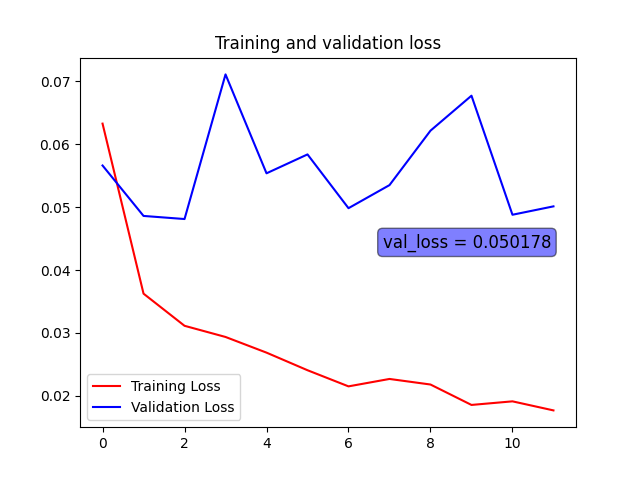 Training and validation loss
0.07
0.06
0.05
0.04
0.03
0.02
val_loss = 0.050178
Training Loss
Validation Loss
0 2 4 6 8 10